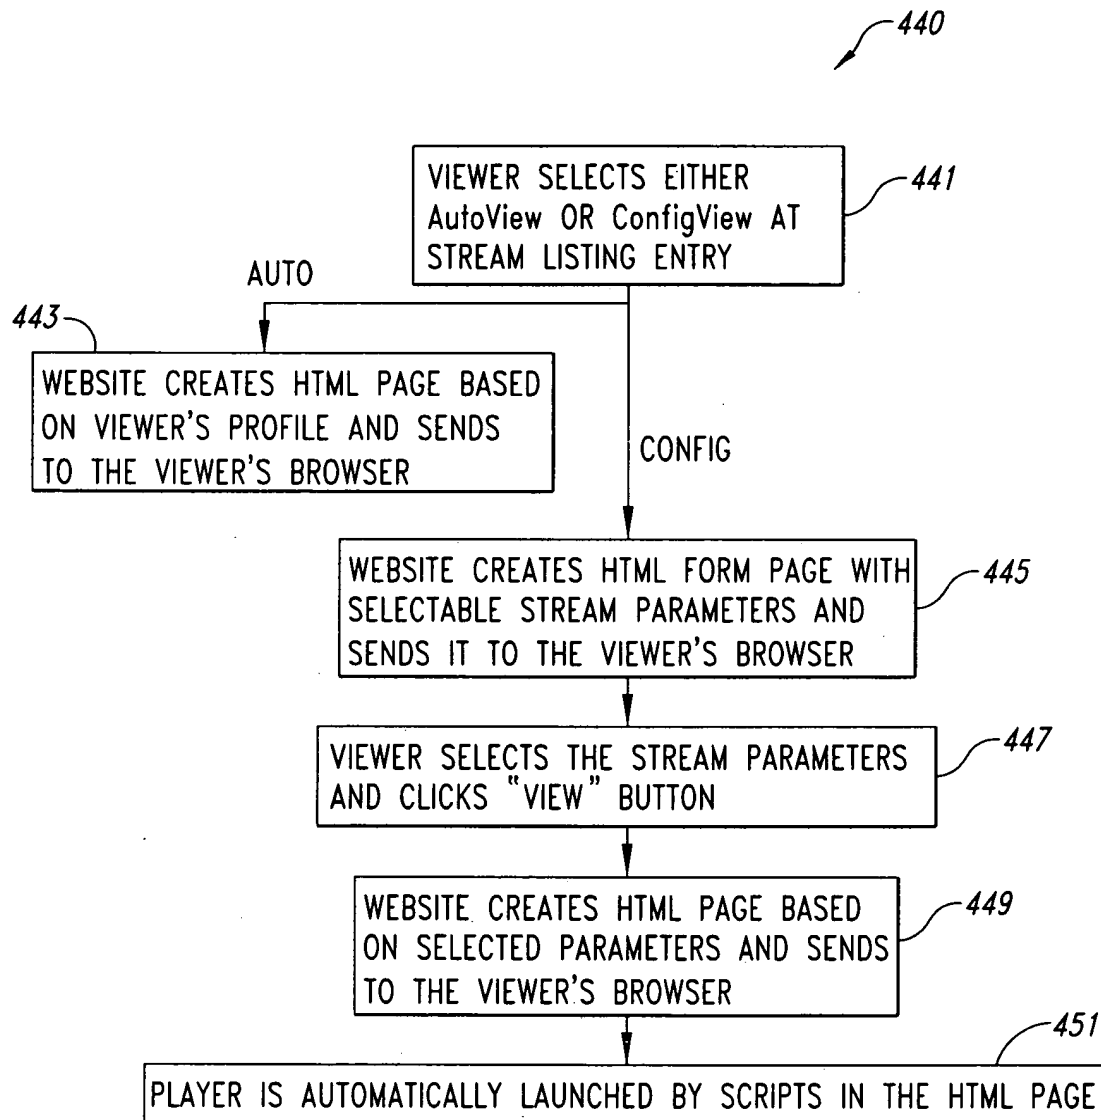 440
VIEWER SELECTS EITHER
AutoView OR ConfigView AT
STREAM LISTING ENTRY
441
AUTO
443
WEBSITE CREATES HTML PAGE BASED
ON VIEWER'S PROFILE AND SENDS
TO THE VIEWER'S BROWSER
CONFIG
WEBSITE CREATES HTML FORM PAGE WITH
SELECTABLE STREAM PARAMETERS AND
SENDS IT TO THE VIEWER'S BROWSER
445
VIEWER SELECTS THE STREAM PARAMETERS
AND CLICKS "VIEW" BUTTON
447
WEBSITE CREATES HTML PAGE BASED
ON SELECTED PARAMETERS AND SENDS
TO THE VIEWER'S BROWSER
449
451
PLAYER IS AUTOMATICALLY LAUNCHED BY SCRIPTS IN THE HTML PAGE